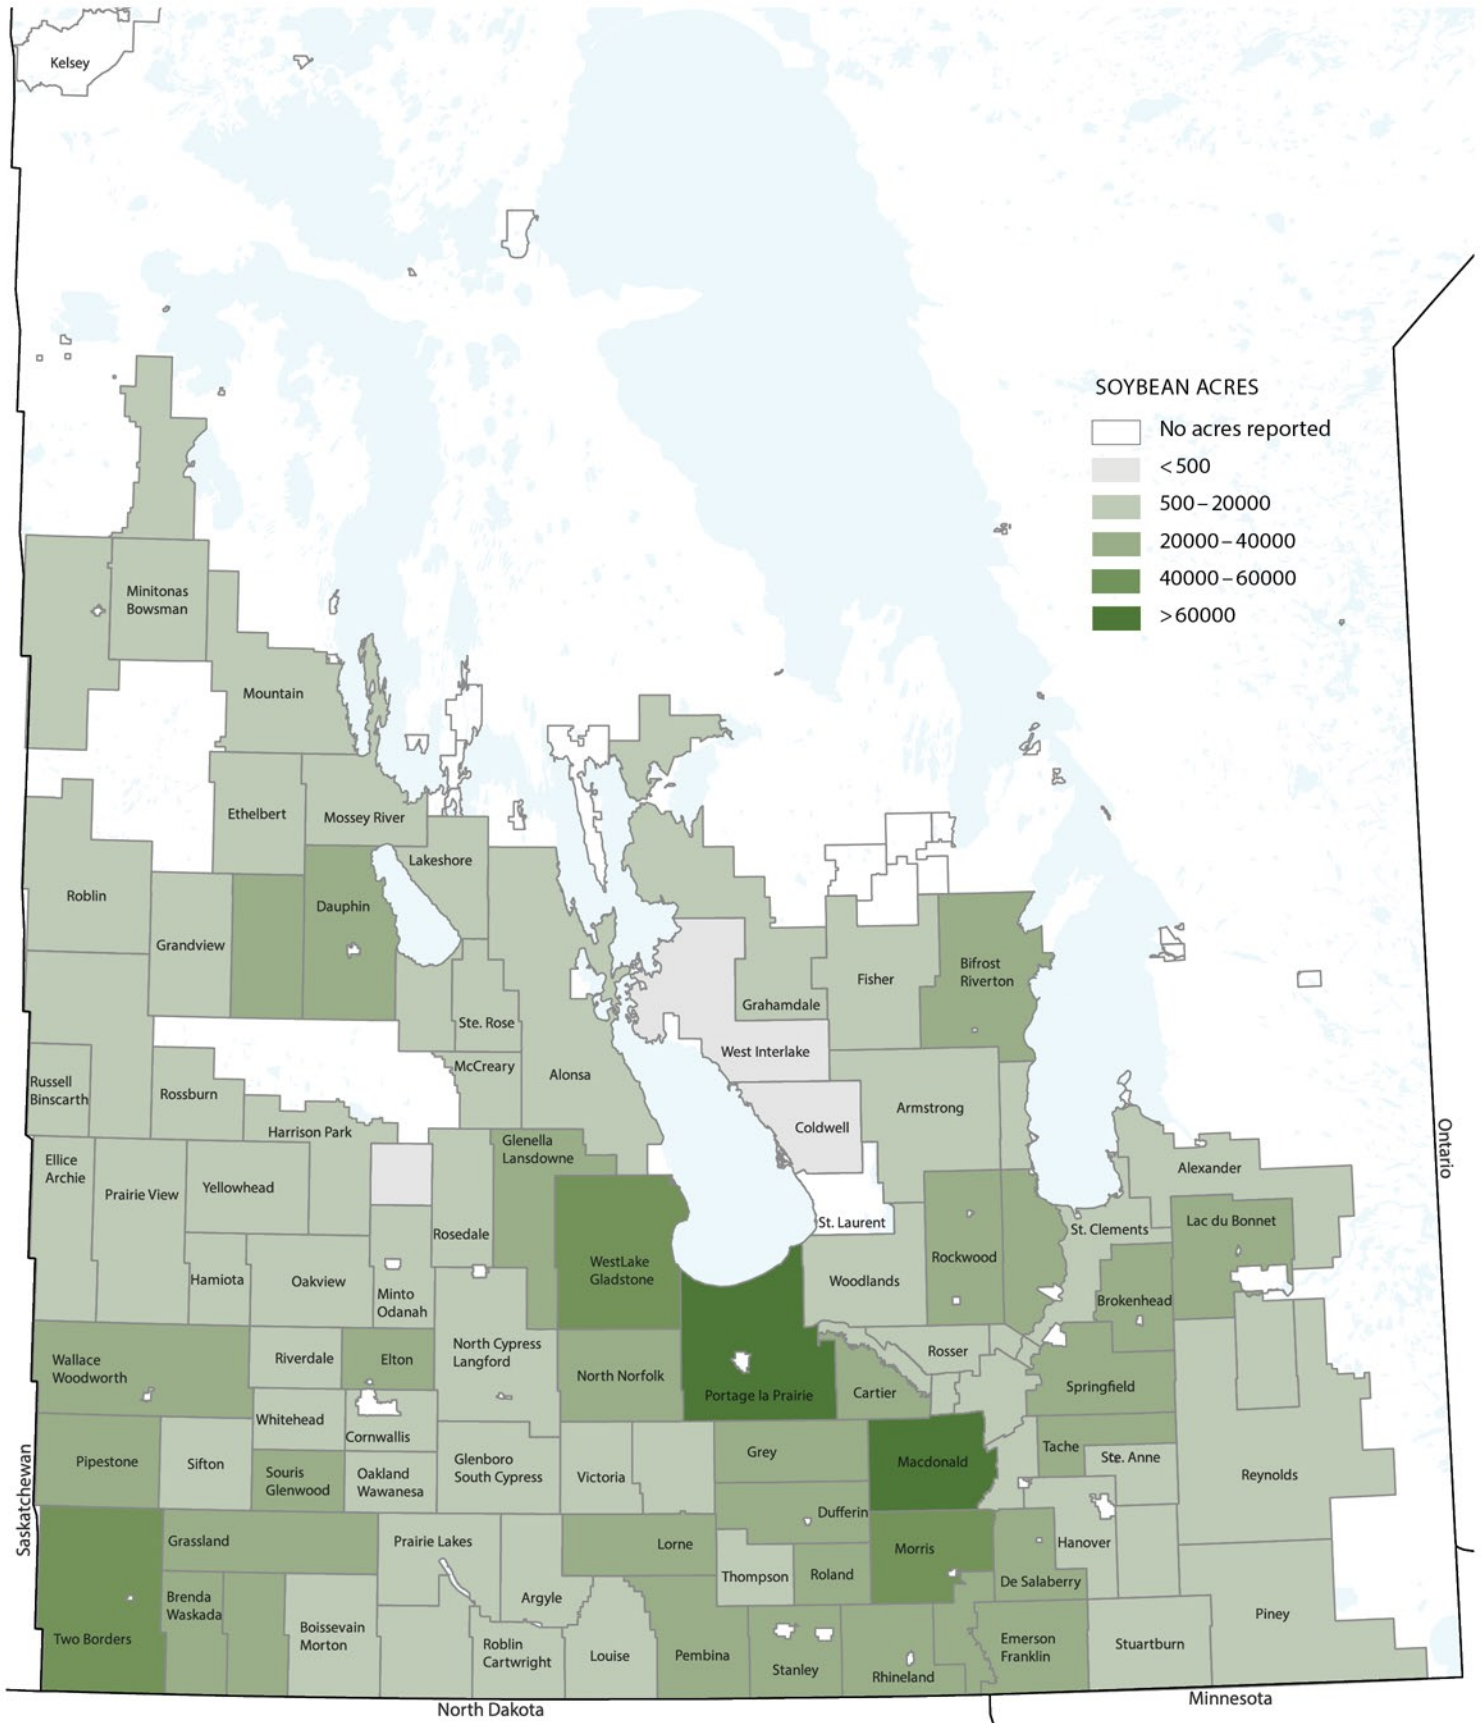 Kelsey
SOYBEAN ACRES
No acres reported
<500
500–20000
20000–40000
40000–60000
>60000
Minitonas
Bowsman
Mountain
Ethelbert
Mossey River
Lakeshore
Roblin
Dauphin
Grandview
Bifrost
Riverton
Fisher
Grahamdale
Ste. Rose
West Interlake
McCreary
Alonsa
Russell
Binscarth
Rossburn
Armstrong
Coldwell
Harrison Park
Glenella
Lansdowne
Ontario
Ellice
Archie
Prairie View
Yellowhead
Alexander
St. Laurent
Lac du Bonnet
St. Clements
Rosedale
WestLake
Gladstone
Rockwood
Hamiota
Oakview
Woodlands
Minto
Odanah
Brokenhead
North Cypress
Langford
Rosser
Wallace
Woodworth
Riverdale
Elton
North Norfolk
Portage la Prairie
Cartier
Springfield
Whitehead
Cornwallis
Tache
Ste. Anne
Pipestone
Sifton
Souris
Glenwood
Oakland
Wawanesa
Glenboro
South Cypress
Victoria
Grey
Macdonald
Reynolds
Saskatchewan
Dufferin
Grassland
Prairie Lakes
Lorne
Morris
Hanover
Thompson
Roland
De Salaberry
Brenda
Waskada
Argyle
Two Borders
Boissevain
Morton
Roblin
Cartwright
Louise
Pembina
Stanley
Rhineland
Emerson
Franklin
Stuartburn
Piney
North Dakota
Minnesota